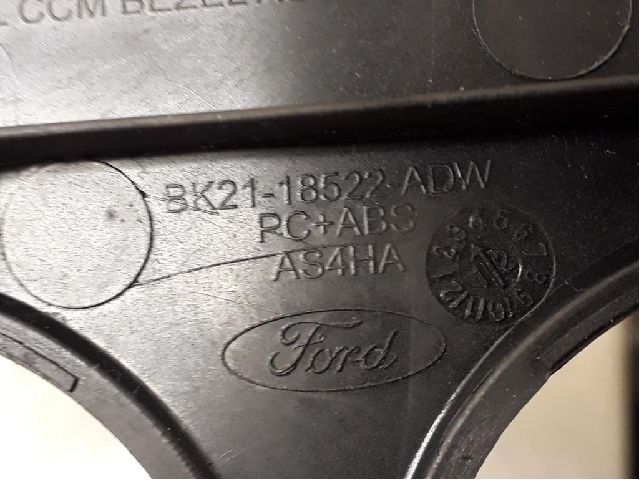 CCM BEZEL
BK21-18522-ADW
PC+ABS
AS4HA
Ford